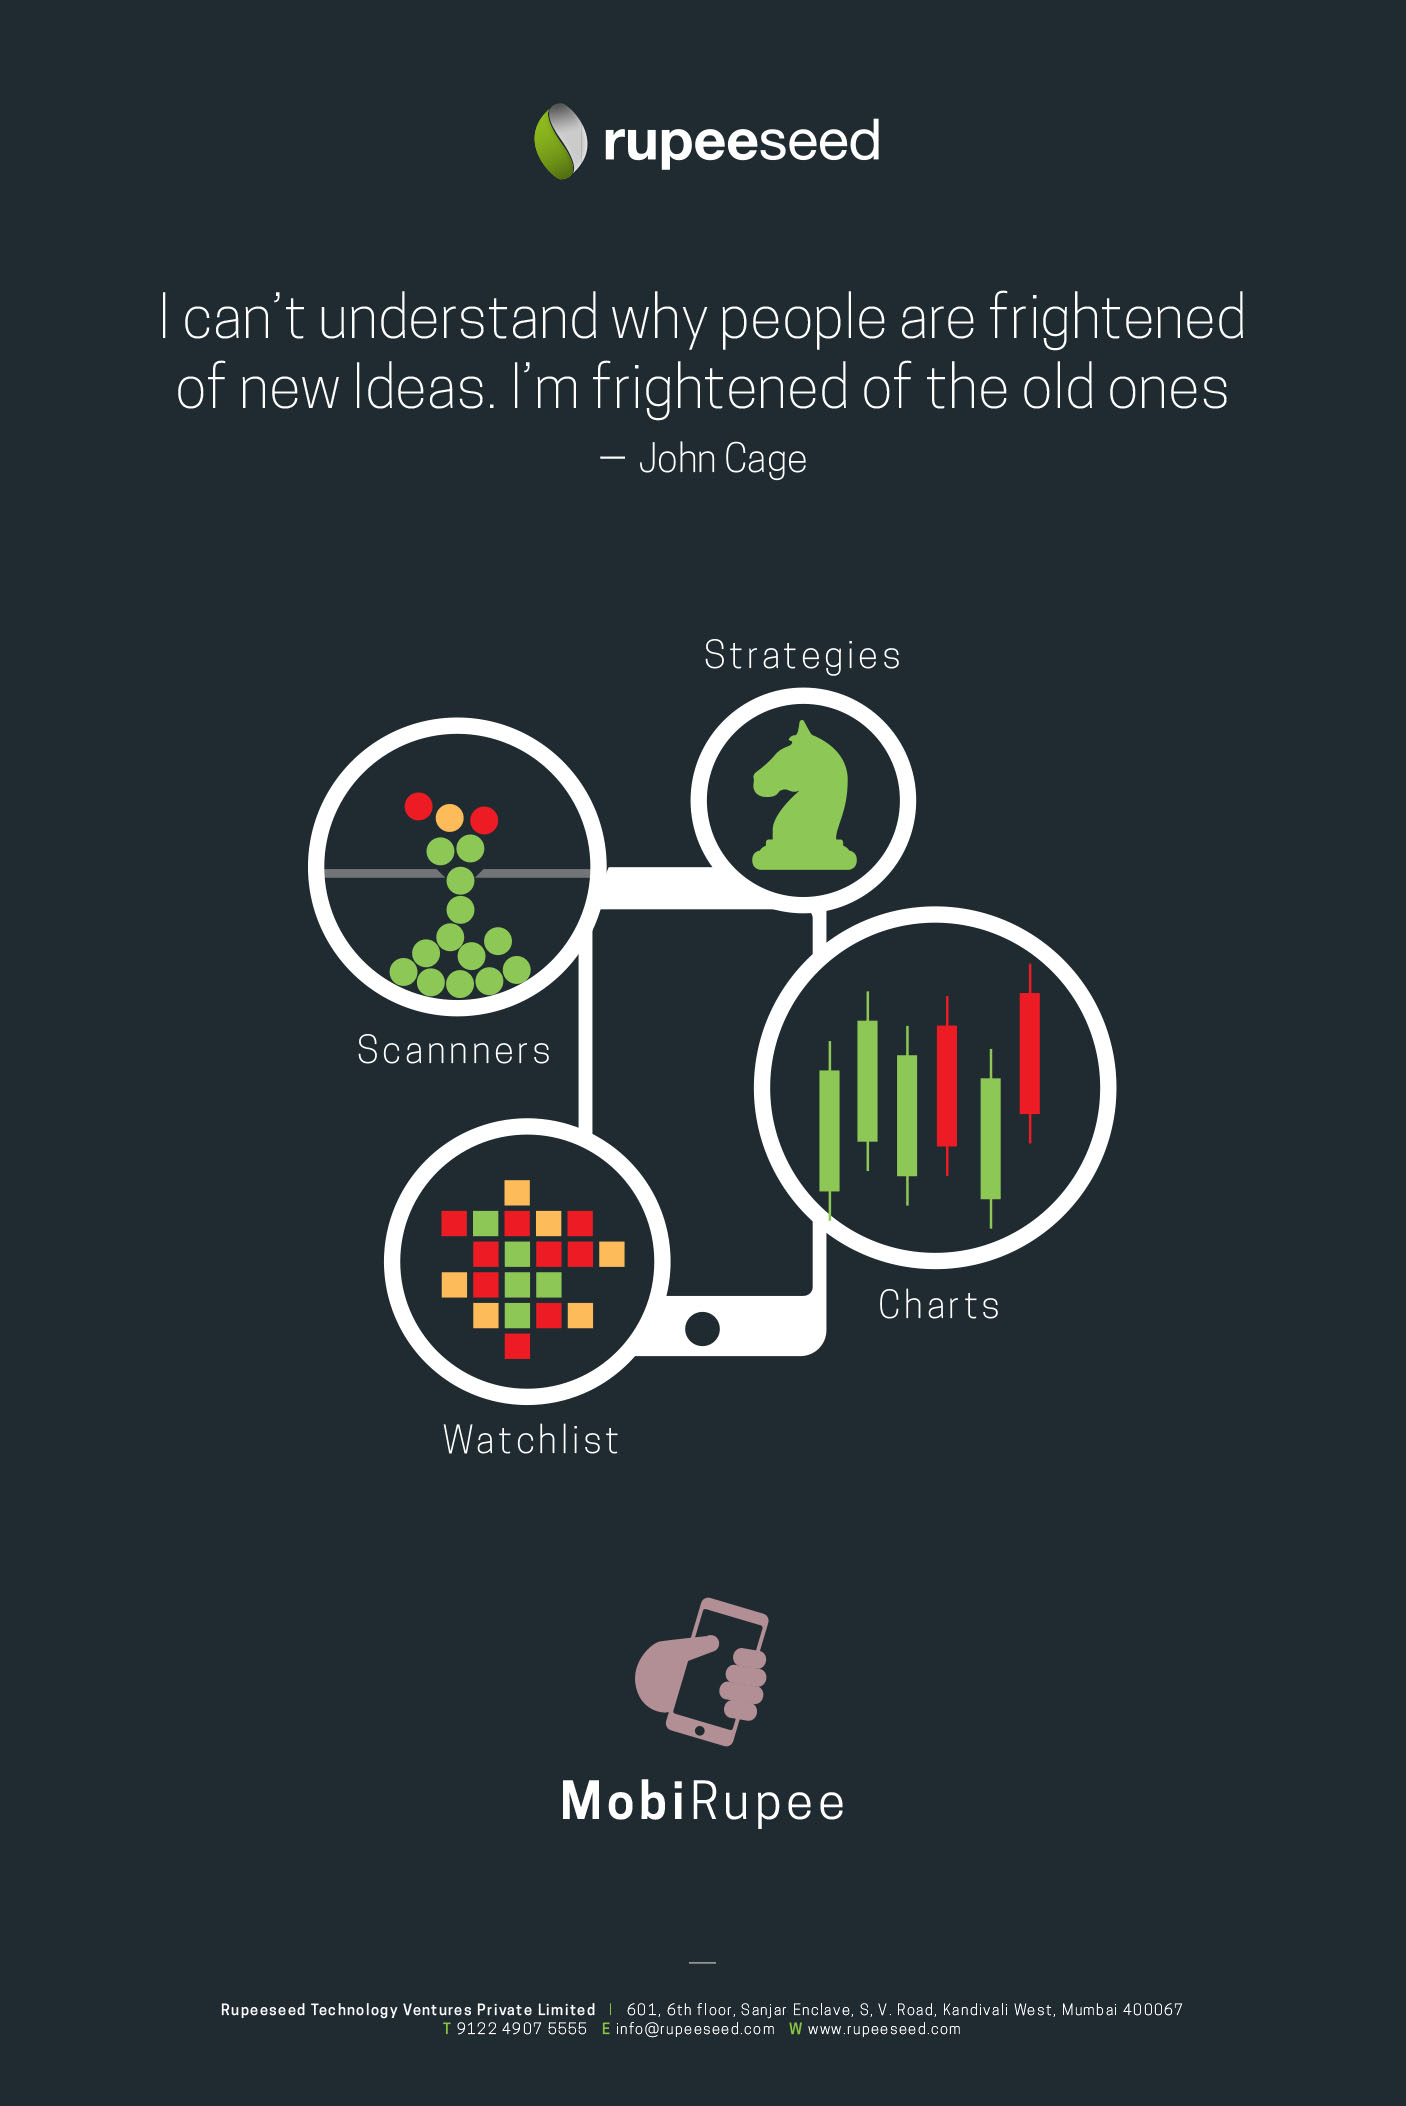 rupeeseed
I can’t understand why people are frightened
of new Ideas. I’m frightened of the old ones
— John Cage
Strategies
Scannners
Charts
Watchlist
MobiRupee
Rupeeseed Technology Ventures Private Limited | 601, 6th floor, Sanjar Enclave, S, V. Road, Kandivali West, Mumbai 400067
T 9122 4907 5555 E info@rupeeseed.com W www.rupeeseed.com